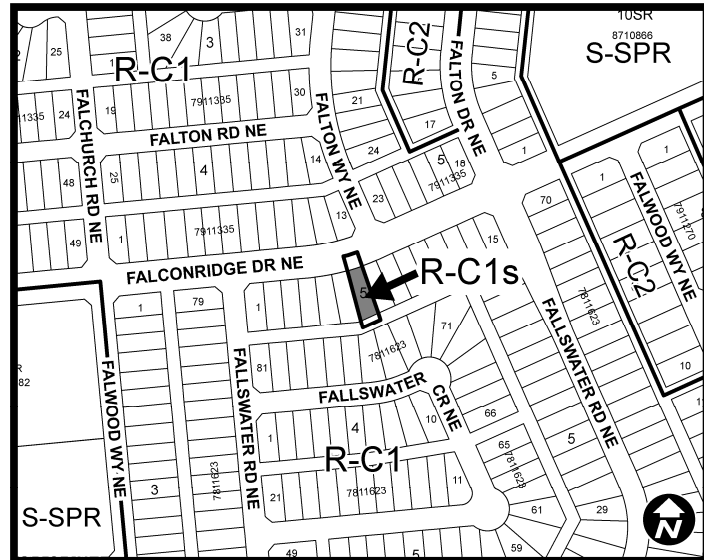 10SR
8710866
S-SPR
25
38
3
31
R-C1
R-C2
FALTON DR NE
5
19
7911335
30
21
24
FALCHURCH RD NE
FALTON RD NE
FALTON WY NE
17
1
14
24
5
18
7911335
1
1
4
48
25
23
7911270
FALWOOD WY NE
70
R-C2
13
7911335
49
1
15
FALCONRIDGE DR NE
R-C1s
5
7811623
1
79
1
71
82
81
7811623
FALLSWATER RD NE
10
FALWOOD WY NE
FALLSWATER RD NE
FALLSWATER
CR NE
66
1
4
10
5
65
7811623
R-C1
3
7811623
21
7811623
11
S-SPR
61
29
N
49
5
59